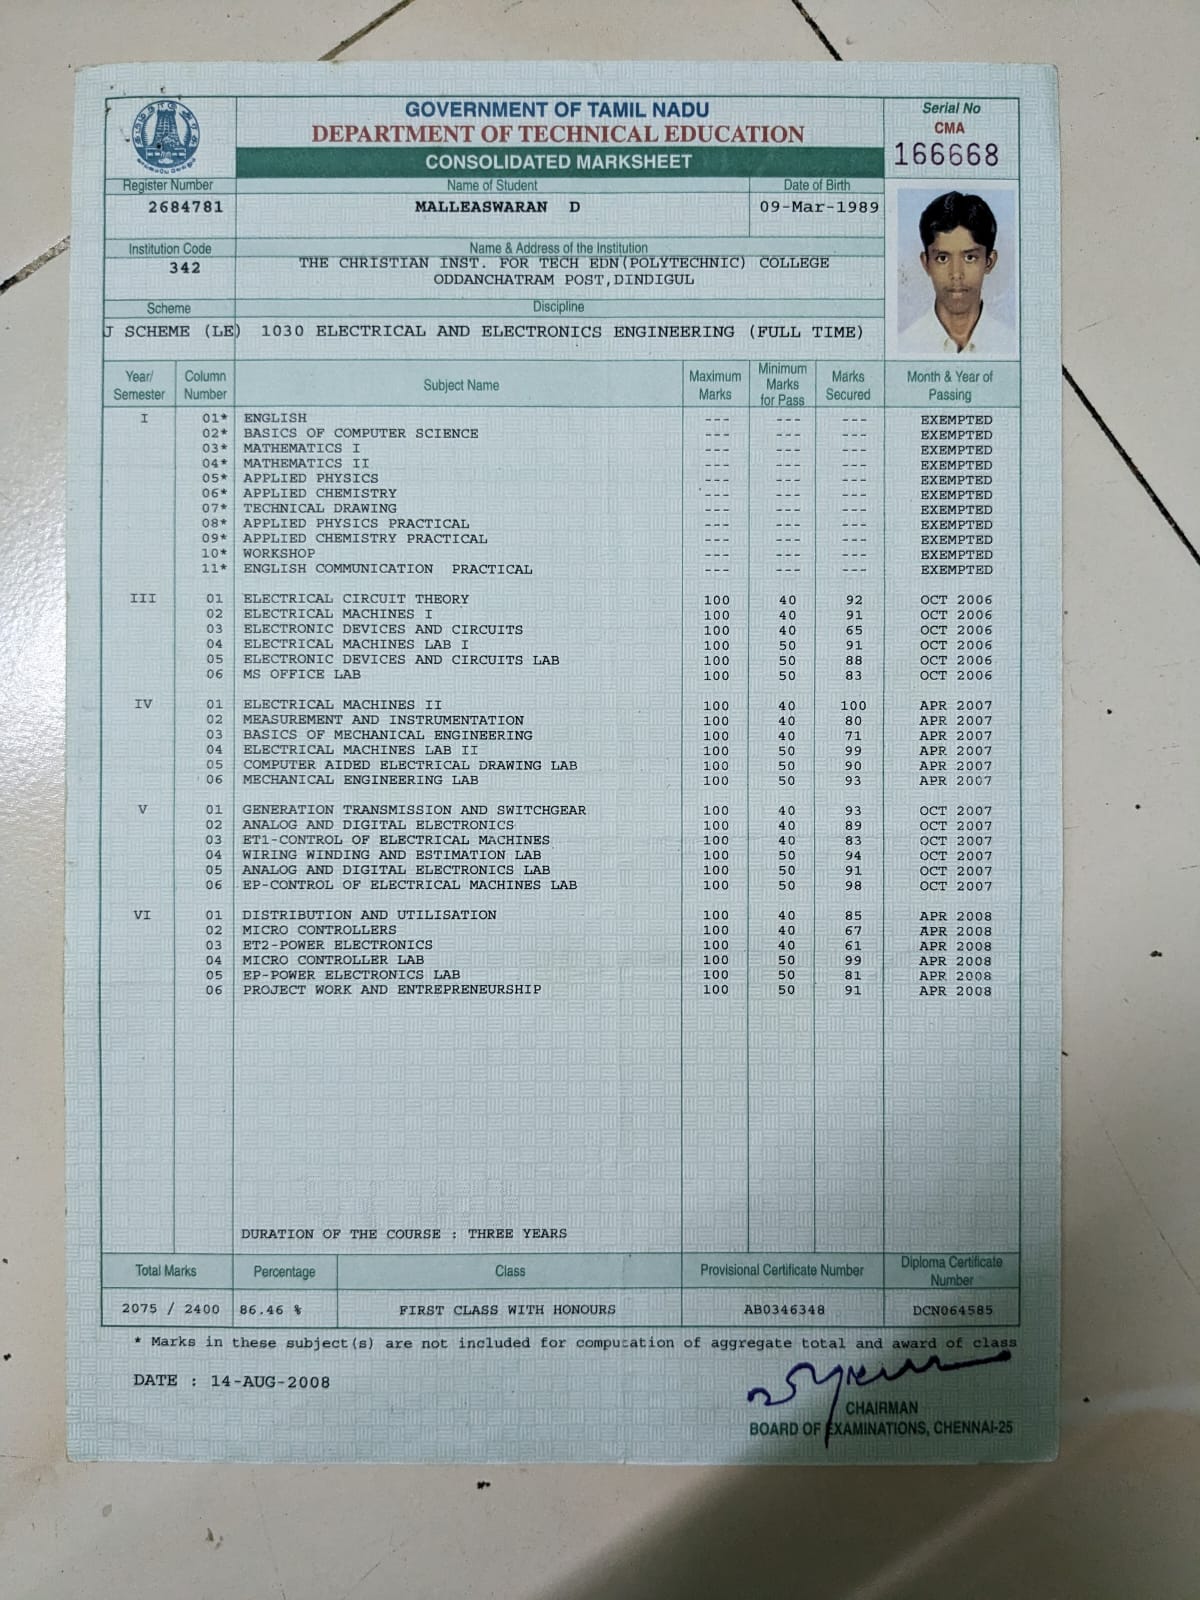 GOVERNMENT OF TAMIL NADU
DEPARTMENT OF TECHNICAL EDUCATION
CONSOLIDATED MARKSHEET
Serial No
CMA
166668
Register Number Name of Student Date of Birth
2684781 MALLEASWARAN D 09-Mar-1989
Institution Code Name & Address of the Institution
342 THE CHRISTIAN INST. FOR TECH EDN(POLYTECHNIC) COLLEGE
ODDANCHATRAM POST,DINDIGUL
Scheme Discipline
J SCHEME (LE) 1030 ELECTRICAL AND ELECTRONICS ENGINEERING (FULL TIME)
Year/ Semester Column Number Subject Name Maximum Marks Minimum Marks for Pass Marks Secured Month & Year of Passing
I 01* ENGLISH --- --- --- EXEMPTED
02* BASICS OF COMPUTER SCIENCE --- --- --- EXEMPTED
03* MATHEMATICS I --- --- --- EXEMPTED
04* MATHEMATICS II --- --- --- EXEMPTED
05* APPLIED PHYSICS --- --- --- EXEMPTED
06* APPLIED CHEMISTRY --- --- --- EXEMPTED
07* TECHNICAL DRAWING --- --- --- EXEMPTED
08* APPLIED PHYSICS PRACTICAL --- --- --- EXEMPTED
09* APPLIED CHEMISTRY PRACTICAL --- --- --- EXEMPTED
10* WORKSHOP --- --- --- EXEMPTED
11* ENGLISH COMMUNICATION PRACTICAL --- --- --- EXEMPTED
III 01 ELECTRICAL CIRCUIT THEORY 100 40 92 OCT 2006
02 ELECTRICAL MACHINES I 100 40 91 OCT 2006
03 ELECTRONIC DEVICES AND CIRCUITS 100 40 65 OCT 2006
04 ELECTRICAL MACHINES LAB I 100 50 91 OCT 2006
05 ELECTRONIC DEVICES AND CIRCUITS LAB 100 50 88 OCT 2006
06 MS OFFICE LAB 100 50 83 OCT 2006
IV 01 ELECTRICAL MACHINES II 100 40 100 APR 2007
02 MEASUREMENT AND INSTRUMENTATION 100 40 80 APR 2007
03 BASICS OF MECHANICAL ENGINEERING 100 40 71 APR 2007
04 ELECTRICAL MACHINES LAB II 100 50 99 APR 2007
05 COMPUTER AIDED ELECTRICAL DRAWING LAB 100 50 90 APR 2007
06 MECHANICAL ENGINEERING LAB 100 50 93 APR 2007
V 01 GENERATION TRANSMISSION AND SWITCHGEAR 100 40 93 OCT 2007
02 ANALOG AND DIGITAL ELECTRONICS 100 40 89 OCT 2007
03 ET1-CONTROL OF ELECTRICAL MACHINES 100 40 83 OCT 2007
04 WIRING WINDING AND ESTIMATION LAB 100 50 94 OCT 2007
05 ANALOG AND DIGITAL ELECTRONICS LAB 100 50 91 OCT 2007
06 EP-CONTROL OF ELECTRICAL MACHINES LAB 100 50 98 OCT 2007
VI 01 DISTRIBUTION AND UTILISATION 100 40 85 APR 2008
02 MICRO CONTROLLERS 100 40 67 APR 2008
03 ET2-POWER ELECTRONICS 100 40 61 APR 2008
04 MICRO CONTROLLER LAB 100 50 99 APR 2008
05 EP-POWER ELECTRONICS LAB 100 50 81 APR 2008
06 PROJECT WORK AND ENTREPRENEURSHIP 100 50 91 APR 2008
DURATION OF THE COURSE : THREE YEARS
Total Marks Percentage Class Provisional Certificate Number Diploma Certificate Number
2075 / 2400 86.46 % FIRST CLASS WITH HONOURS AB0346348 DCN064585
* Marks in these subject(s) are not included for computation of aggregate total and award of class
DATE : 14-AUG-2008
CHAIRMAN
BOARD OF EXAMINATIONS, CHENNAI-25